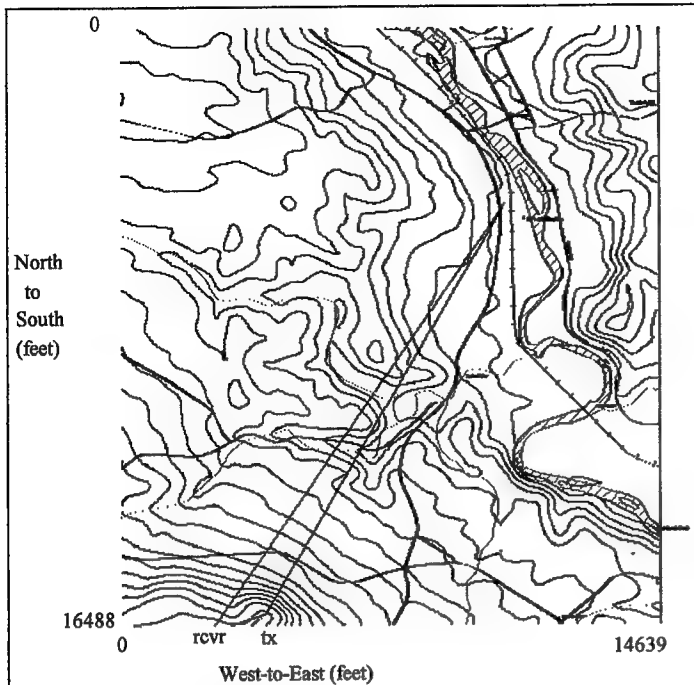 0
North
to
South
(feet)
16488
0
rcvr
tx
14639
West-to-East (feet)